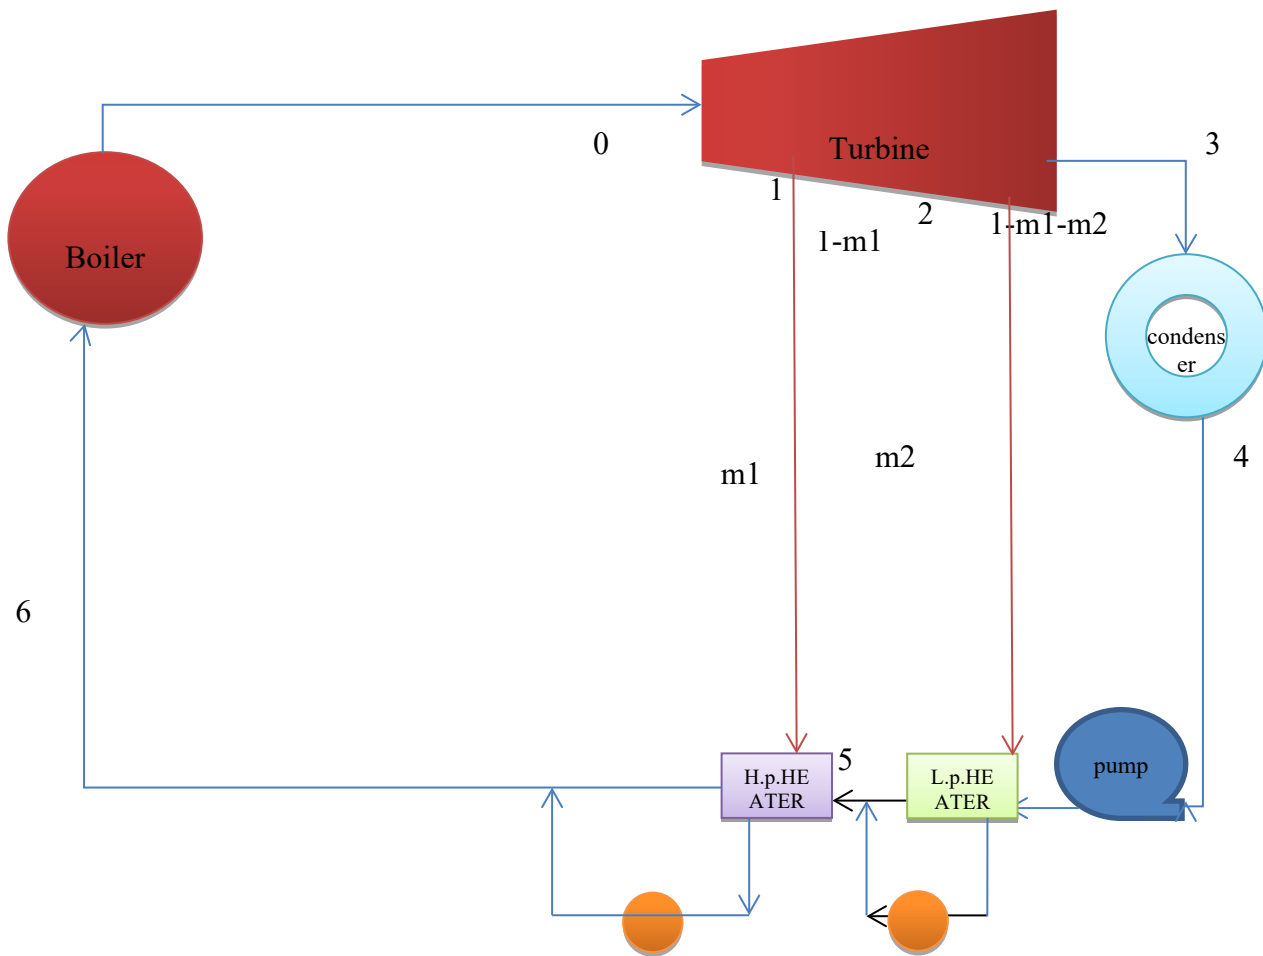 Turbine
0
3
1
2
1-m1
1-m1-m2
Boiler
condens
er
4
m1
m2
6
5
H.p.HE
ATER
L.p.HE
ATER
pump